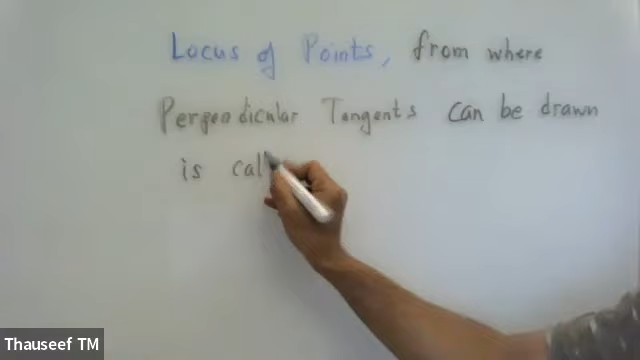 Locus of Points, from where
Perpendicular Tangents can be drawn
is cal
Thauseef TM